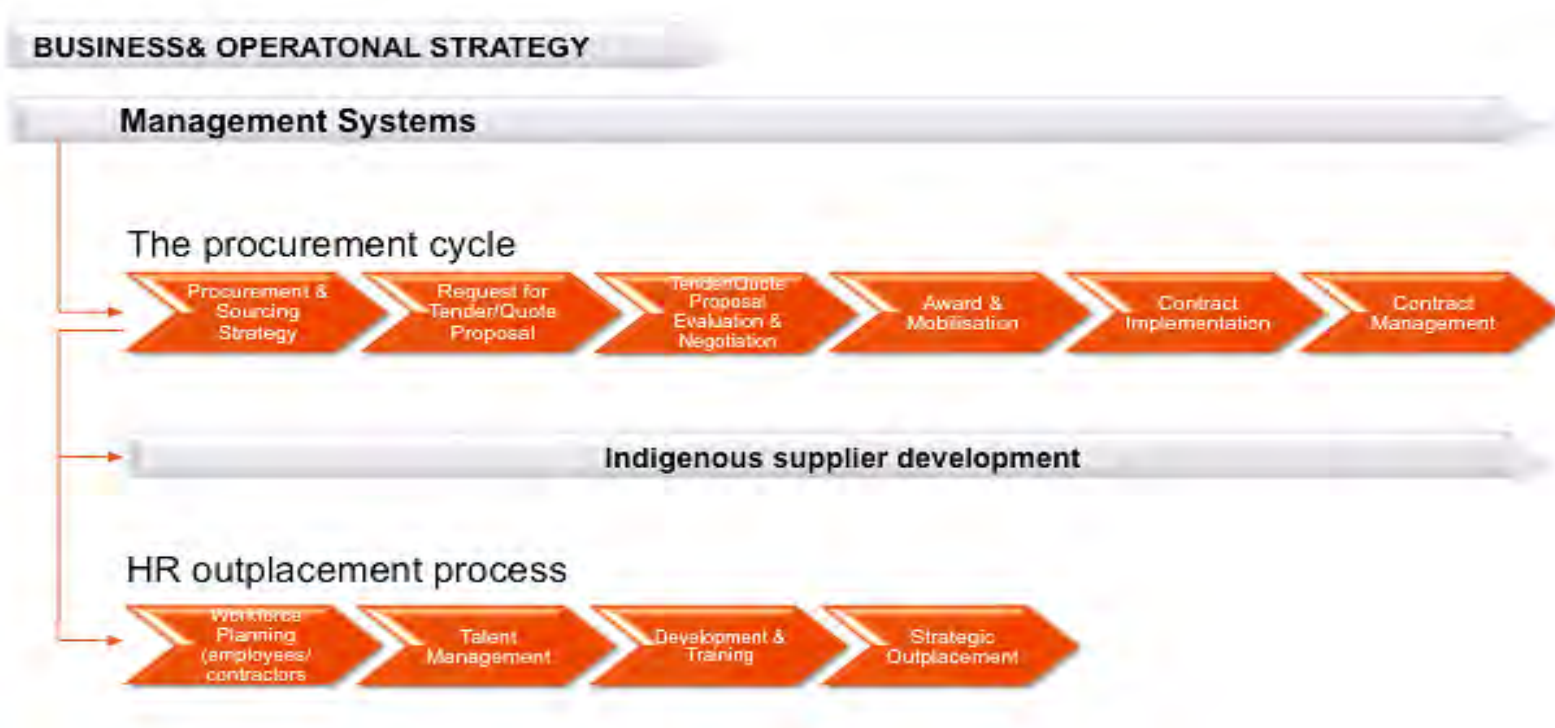 BUSINESS& OPERATONAL STRATEGY
Management Systems
The procurement cycle
Procurement &
Sourcing
Strategy
Request for
Tender/Quote
Proposal
Tender/Quote
Proposal
Evaluation &
Negotiation
Award &
Mobilisation
Contract
Implementation
Contract
Management
Indigenous supplier development
HR outplacement process
Workforce
Planning
(employees/
contractors
Talent
Management
Development &
Training
Strategic
Outplacement